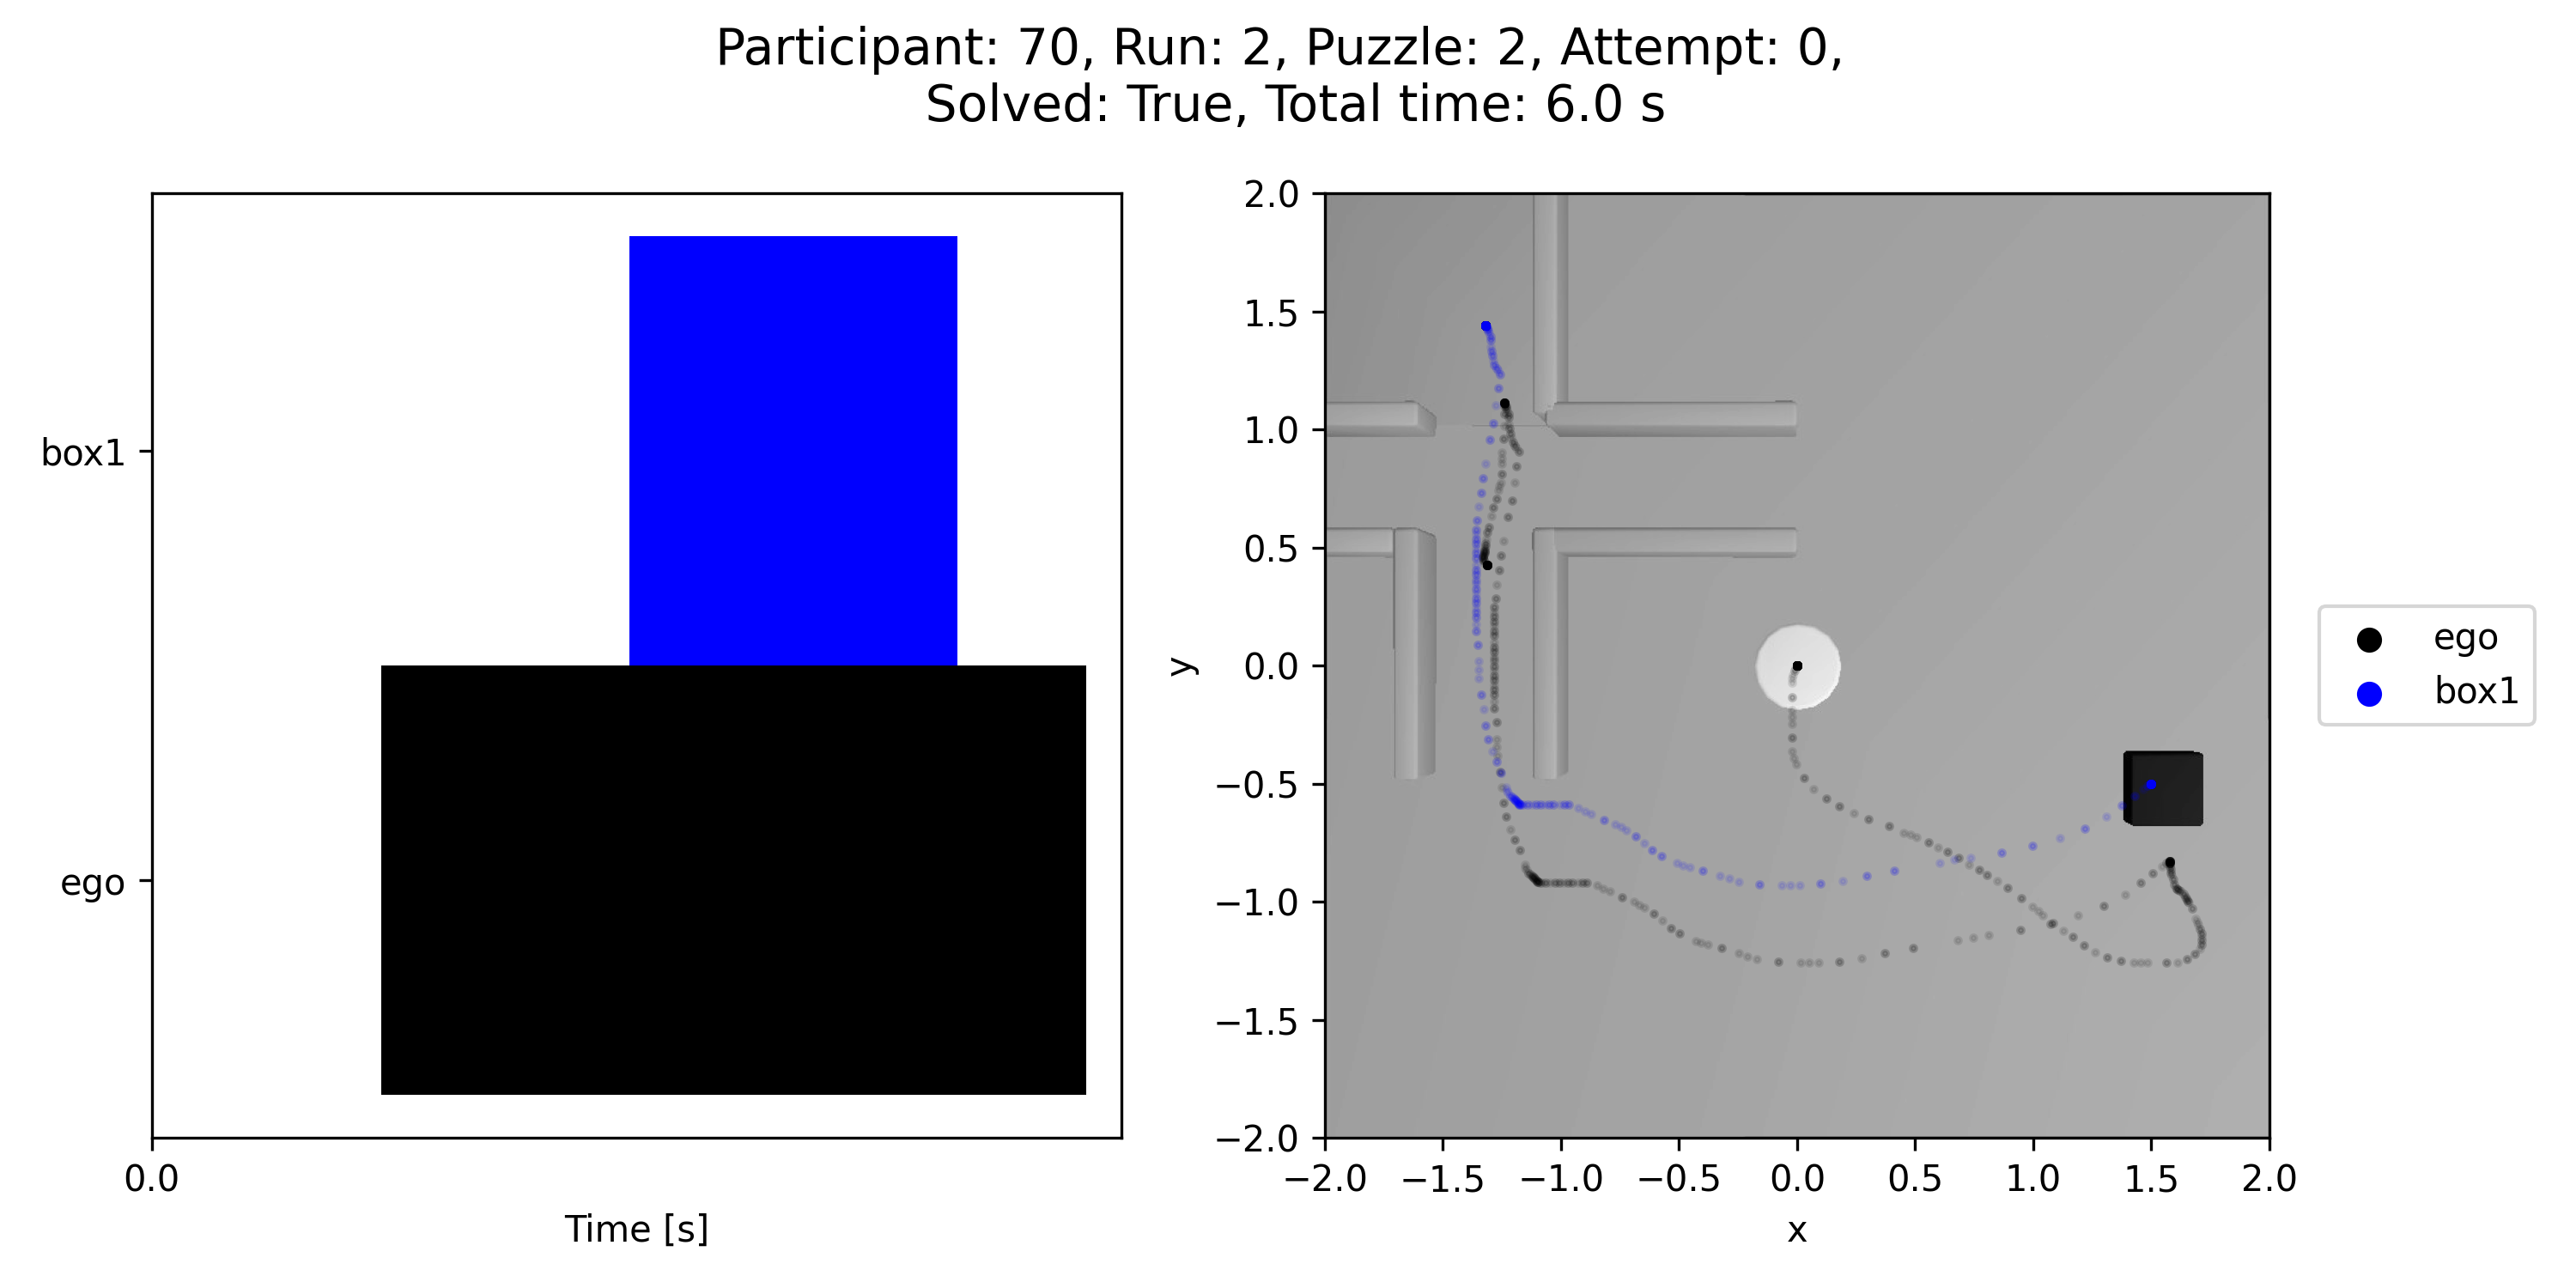 Participant: 70, Run: 2, Puzzle: 2, Attempt: 0,
Solved: True, Total time: 6.0 s
box1
ego
0.0
Time [s]
2.0
1.5
1.0
0.5
0.0
−0.5
−1.0
−1.5
−2.0
y
−2.0 −1.5 −1.0 −0.5 0.0 0.5 1.0 1.5 2.0
x
ego
box1